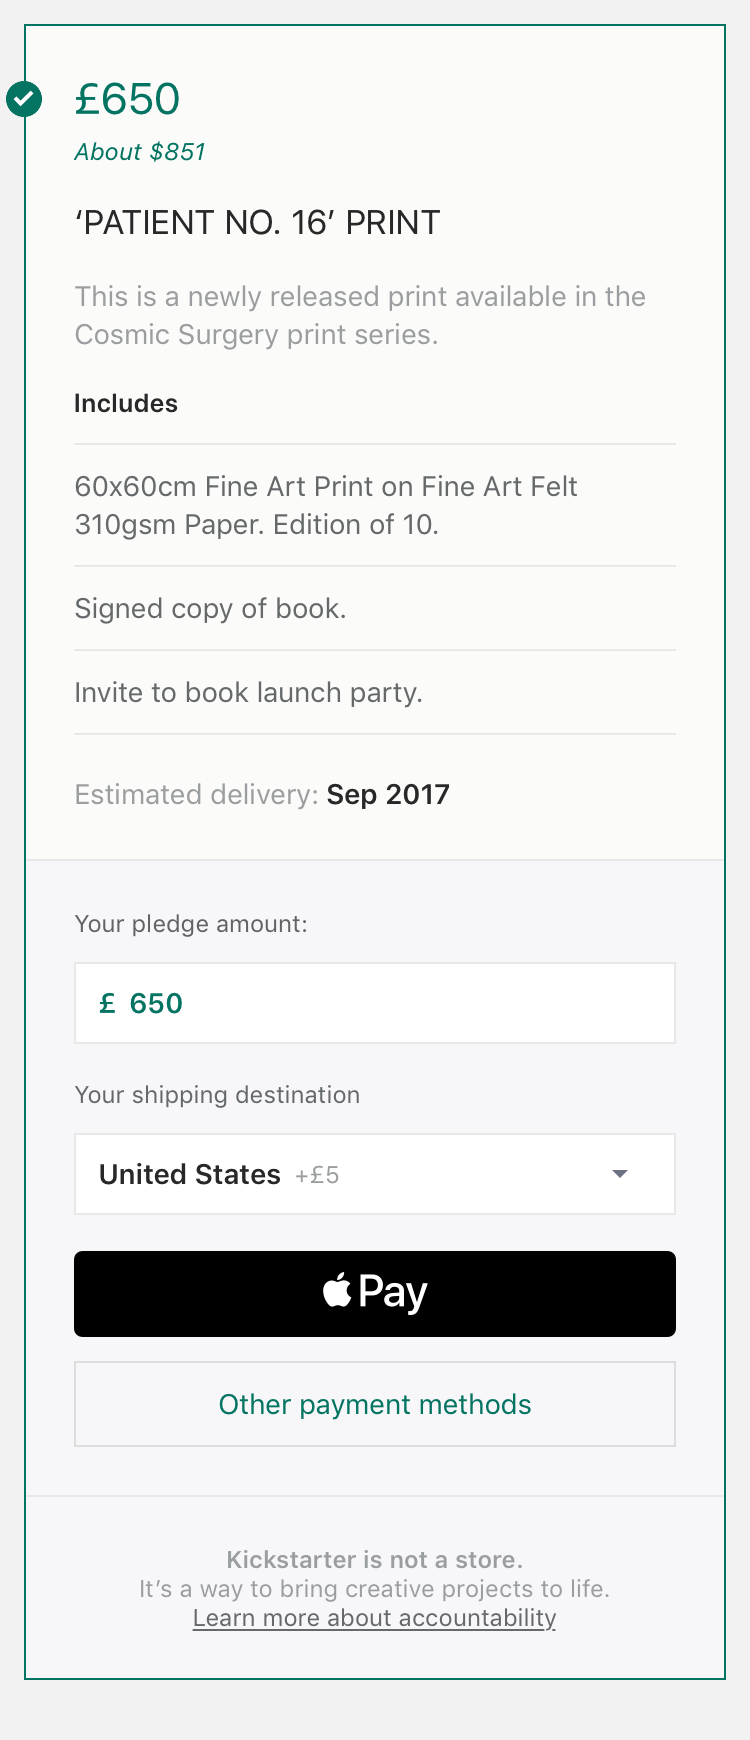 £650
About $851
‘PATIENT NO. 16’ PRINT
This is a newly released print available in the
Cosmic Surgery print series.
Includes
60x60cm Fine Art Print on Fine Art Felt
310gsm Paper. Edition of 10.
Signed copy of book.
Invite to book launch party.
Estimated delivery: Sep 2017
Your pledge amount:
£ 650
Your shipping destination
United States +£5
Pay
Other payment methods
Kickstarter is not a store.
It’s a way to bring creative projects to life.
Learn more about accountability